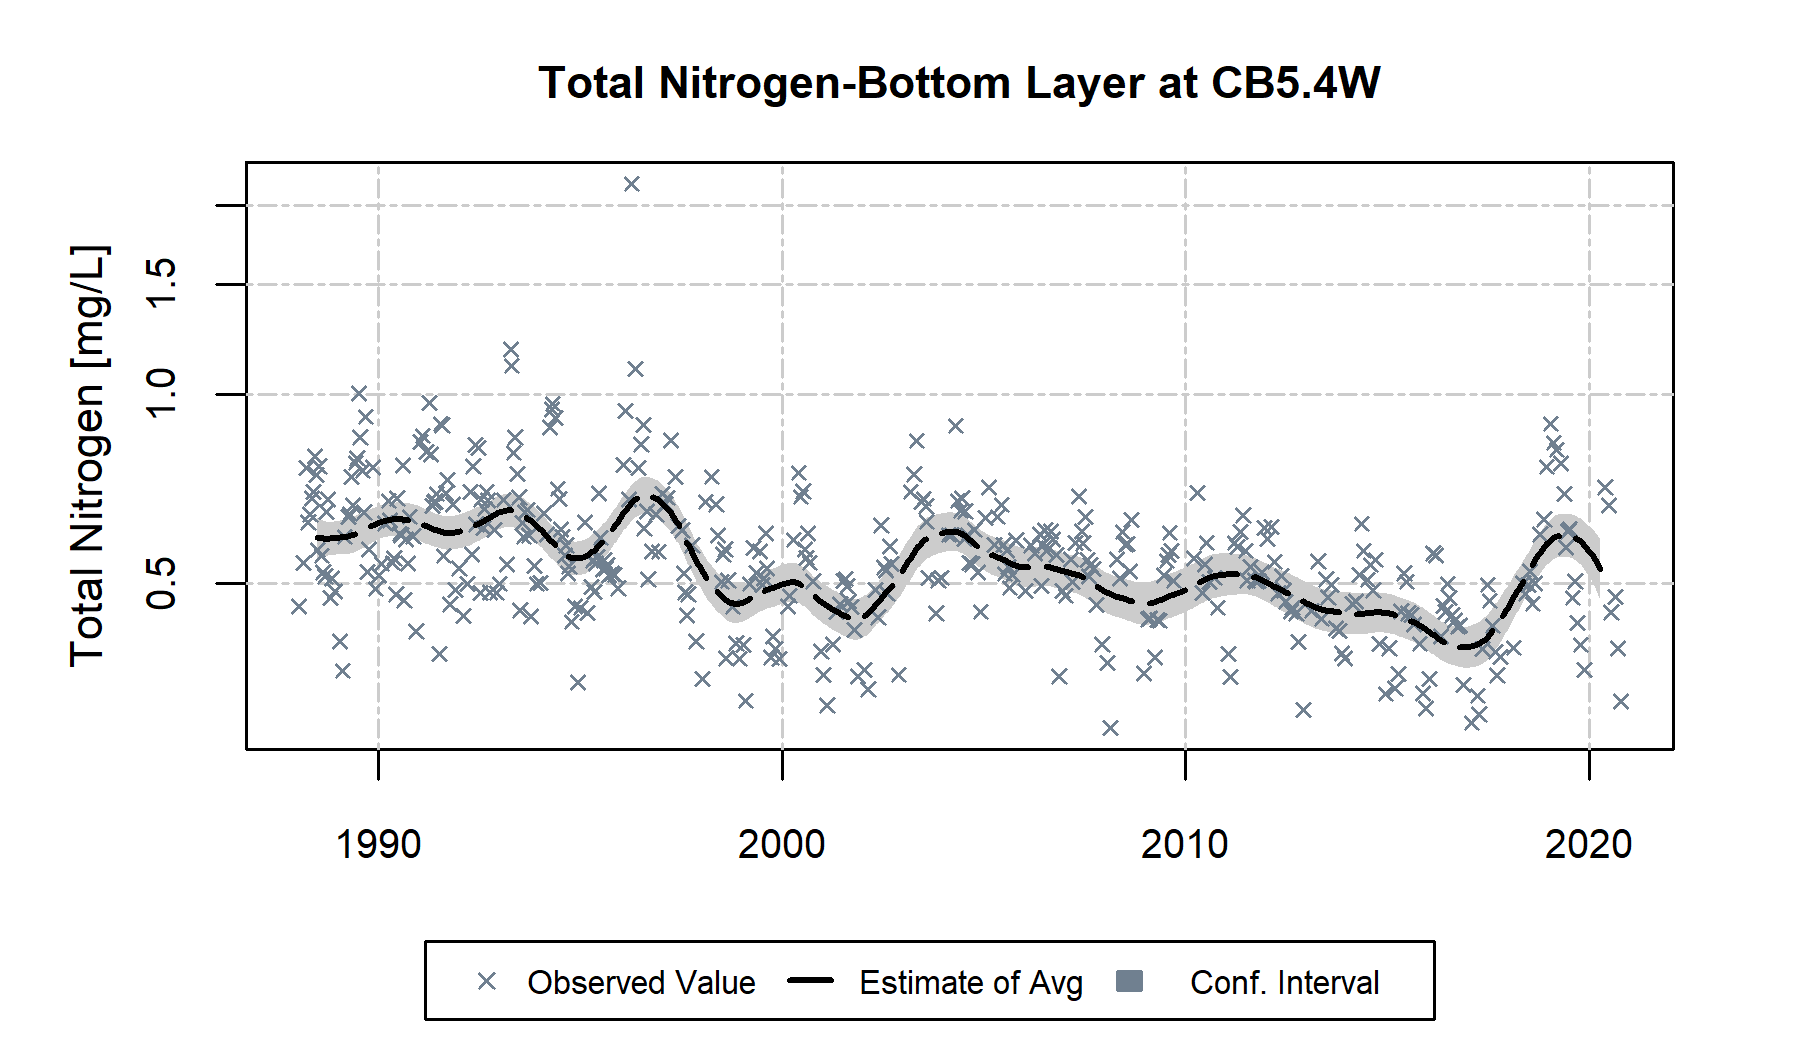 Total Nitrogen-Bottom Layer at CB5.4W
Total Nitrogen [mg/L]
1.5
1.0
0.5
1990 2000 2010 2020
Observed Value Estimate of Avg Conf. Interval